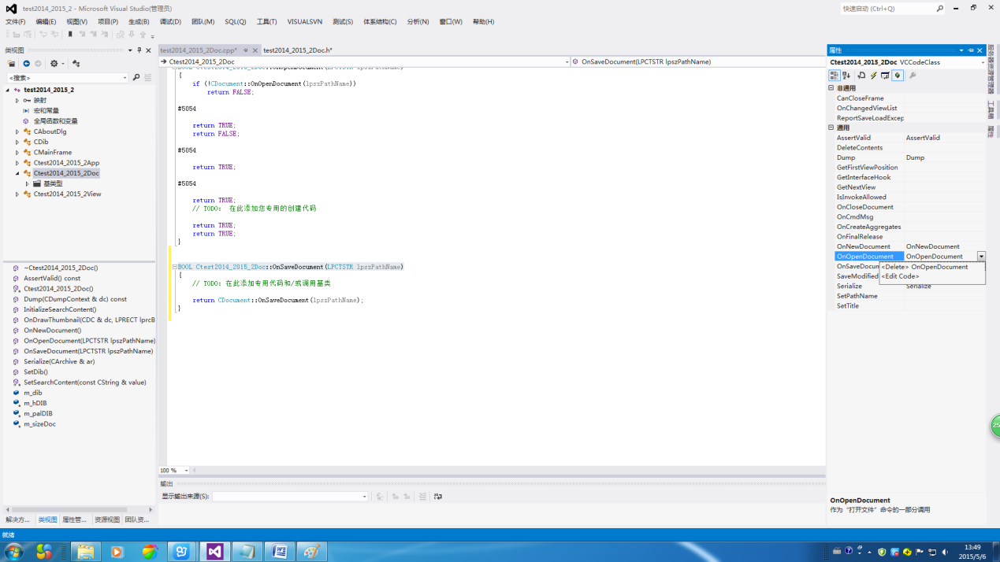 test2014_2015_2 - Microsoft Visual Studio(管理员)
快速启动 (Ctrl+Q)
文件(F) 编辑(E) 视图(V) 项目(P) 生成(B) 调试(D) 团队(M) SQL(Q) 工具(T) VISUALSVN 测试(S) 体系结构(C) 分析(N) 窗口(W) 帮助(H)
类视图
<搜索>
test2014_2015_2
映射
宏和常量
全局函数和变量
CAboutDlg
CDib
CMainFrame
Ctest2014_2015_2App
Ctest2014_2015_2Doc
基类型
Ctest2014_2015_2View
~Ctest2014_2015_2Doc()
AssertValid() const
Ctest2014_2015_2Doc()
Dump(CDumpContext & dc) const
InitializeSearchContent()
OnDrawThumbnail(CDC & dc, LPRECT lprcB
OnNewDocument()
OnOpenDocument(LPCTSTR lpszPathName)
OnSaveDocument(LPCTSTR lpszPathName)
Serialize(CArchive & ar)
SetDib()
SetSearchContent(const CString & value)
m_dib
m_hDIB
m_palDIB
m_sizeDoc
解决方... 类视图 属性管... 资源视图 团队资...
test2014_2015_2Doc.cpp* test2014_2015_2Doc.h*
Ctest2014_2015_2Doc OnSaveDocument(LPCTSTR lpszPathName)
BOOL Ctest2014_2015_2Doc::OnOpenDocument(LPCTSTR lpszPathName)
{
if (!CDocument::OnOpenDocument(lpszPathName))
return FALSE;
#5054
return TRUE;
return FALSE;
#5054
return TRUE;
#5054
return TRUE;
// TODO: 在此添加您专用的创建代码
return TRUE;
return TRUE;
}
BOOL Ctest2014_2015_2Doc::OnSaveDocument(LPCTSTR lpszPathName)
{
// TODO: 在此添加专用代码和/或调用基类
return CDocument::OnSaveDocument(lpszPathName);
}
100 %
输出
显示输出来源(S):
属性
Ctest2014_2015_2Doc VCCodeClass
非通用
CanCloseFrame
OnChangedViewList
ReportSaveLoadExcep
通用
AssertValid AssertValid
DeleteContents
Dump Dump
GetFirstViewPosition
GetInterfaceHook
GetNextView
IsInvokeAllowed
OnCloseDocument
OnCmdMsg
OnCreateAggregates
OnFinalRelease
OnNewDocument OnNewDocument
OnOpenDocument OnOpenDocument
OnSaveDocun <Delete> OnOpenDocument
SaveModified <Edit Code>
Serialize Serialize
SetPathName
SetTitle
OnOpenDocument
作为“打开文件”命令的一部分调用
工具箱
属性
25
就绪
13:49
2015/5/6